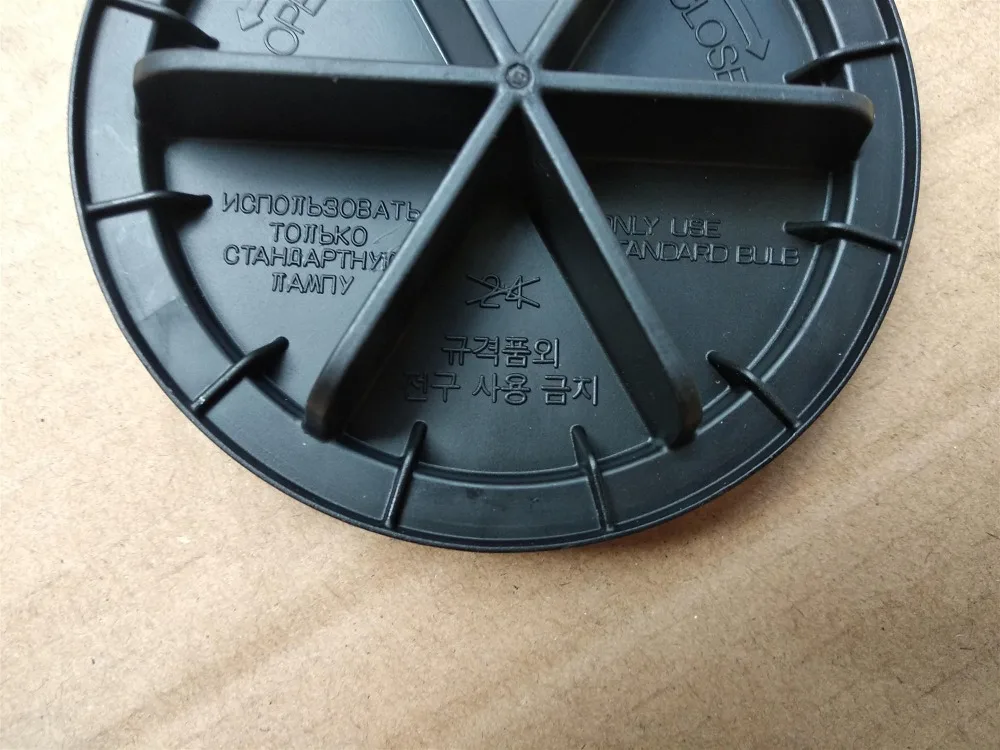 OPE
CLOSE
ИСПОЛЬЗОВАТЬ
ТОЛЬКО
СТАНДАРТНУЮ
ЛАМПУ
ONLY USE
STANDARD BULB
24
규격품외
전구 사용 금지